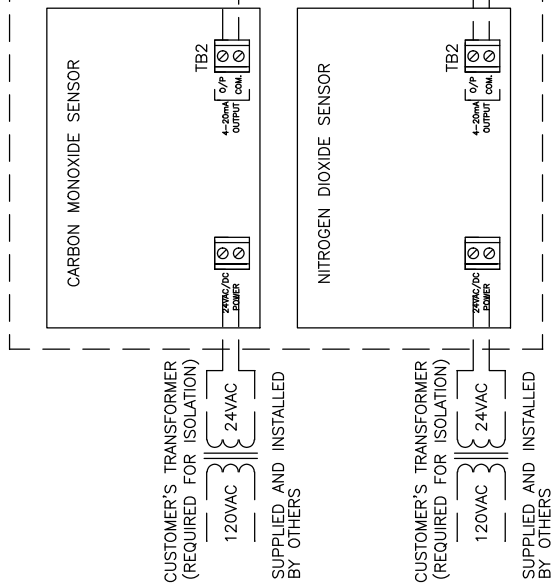 CARBON MONOXIDE SENSOR
TB2
O/P
COM.
4-20mA
OUTPUT
24VAC/DC
POWER
CUSTOMER'S TRANSFORMER
(REQUIRED FOR ISOLATION)
120VAC
24VAC
SUPPLIED AND INSTALLED
BY OTHERS
NITROGEN DIOXIDE SENSOR
TB2
O/P
COM.
4-20mA
OUTPUT
24VAC/DC
POWER
CUSTOMER'S TRANSFORMER
(REQUIRED FOR ISOLATION)
120VAC
24VAC
SUPPLIED AND INSTALLED
BY OTHERS